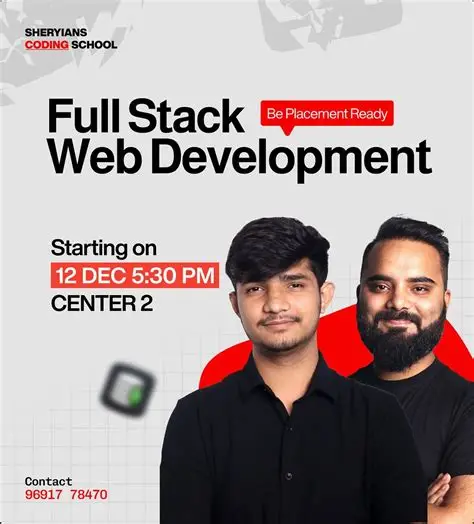 SHERYIANS
CODING SCHOOL
Full Stack
Be Placement Ready
Web Development
Starting on
12 DEC 5:30 PM
CENTER 2
Contact
96917 78470